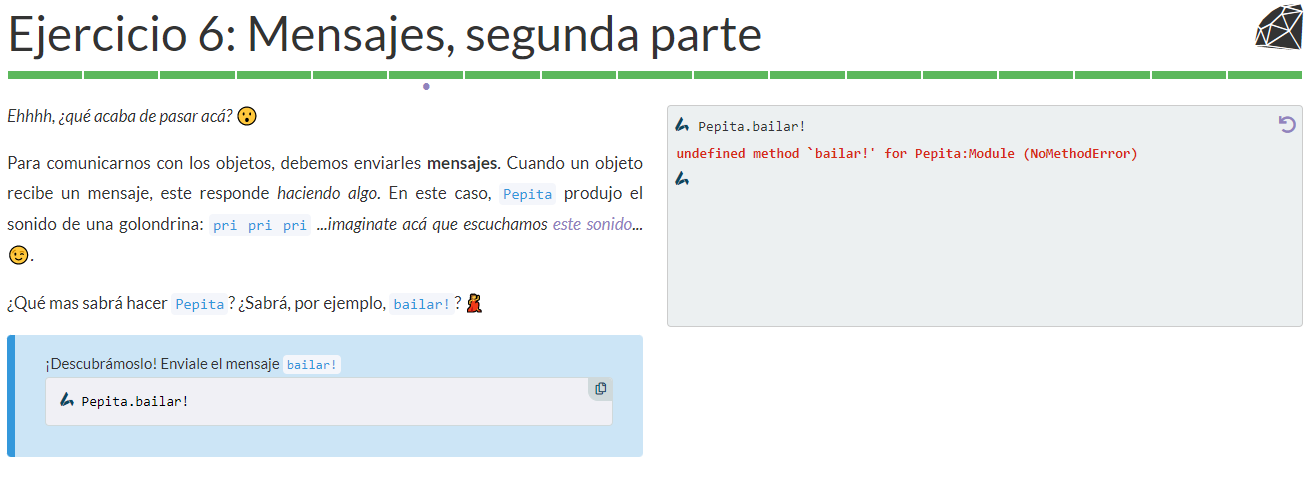 Ejercicio 6: Mensajes, segunda parte
Ehhhh, ¿qué acaba de pasar acá? 😮
Para comunicarnos con los objetos, debemos enviarles mensajes. Cuando un objeto
recibe un mensaje, este responde haciendo algo. En este caso, Pepita produjo el
sonido de una golondrina: pri pri pri ...imaginate acá que escuchamos este sonido...
😉.
¿Qué mas sabrá hacer Pepita? ¿Sabrá, por ejemplo, bailar!? 💃
¡Descubrámoslo! Enviale el mensaje bailar!
Pepita.bailar!
Pepita.bailar!
undefined method `bailar!' for Pepita:Module (NoMethodError)